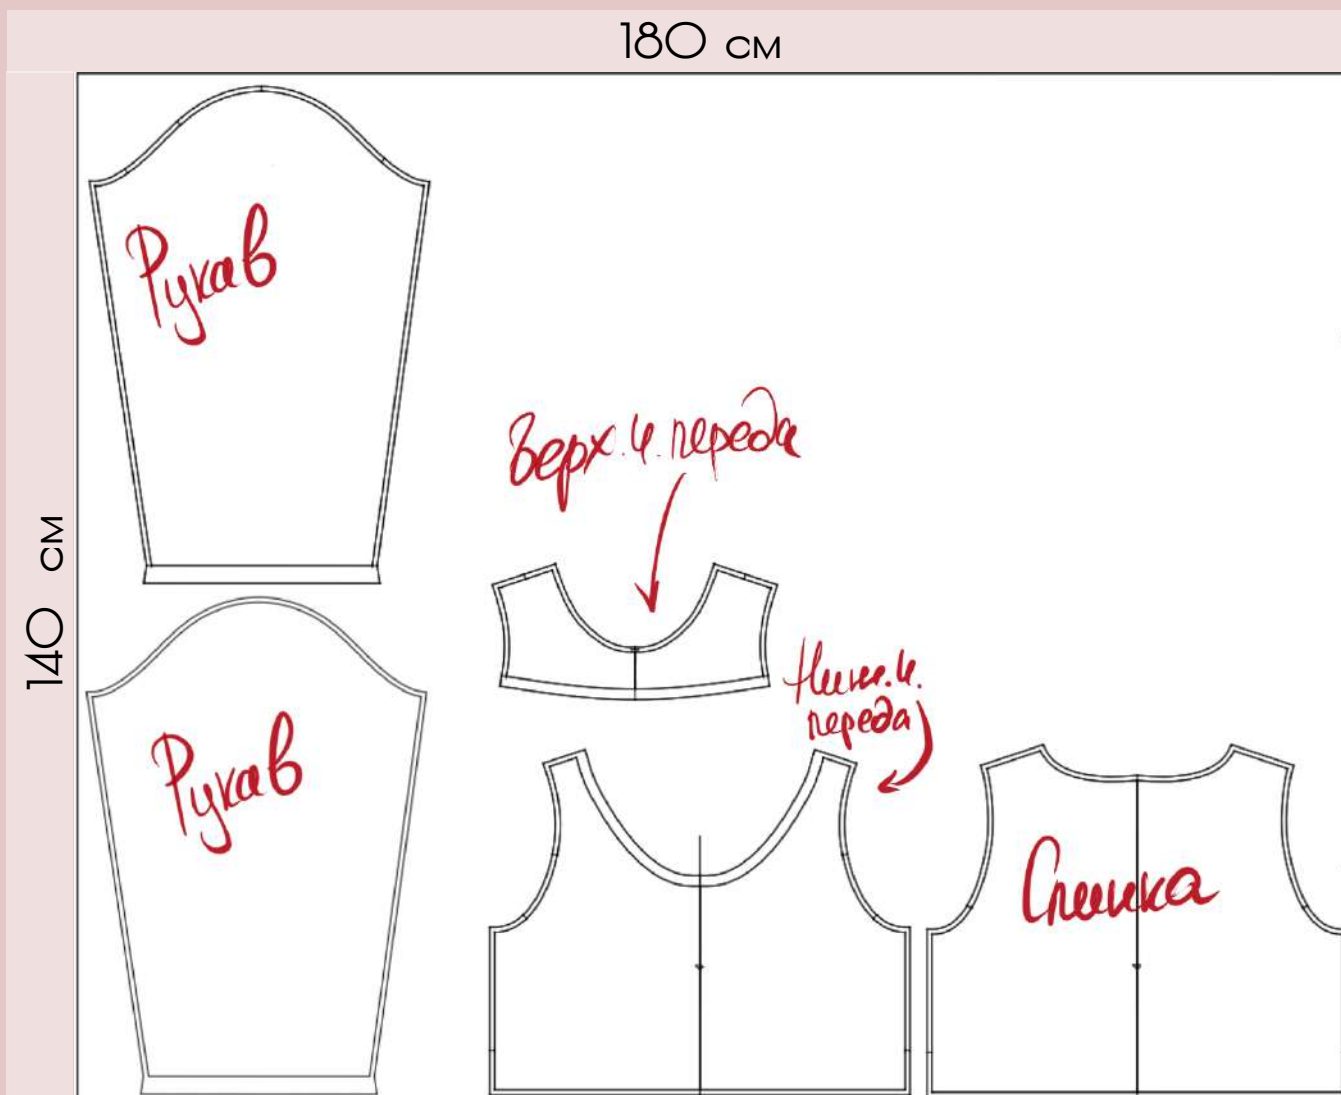 180 см
140 см
Рукав
Верх.ч.переда
Рукав
Ниж.ч.
переда
Спинка